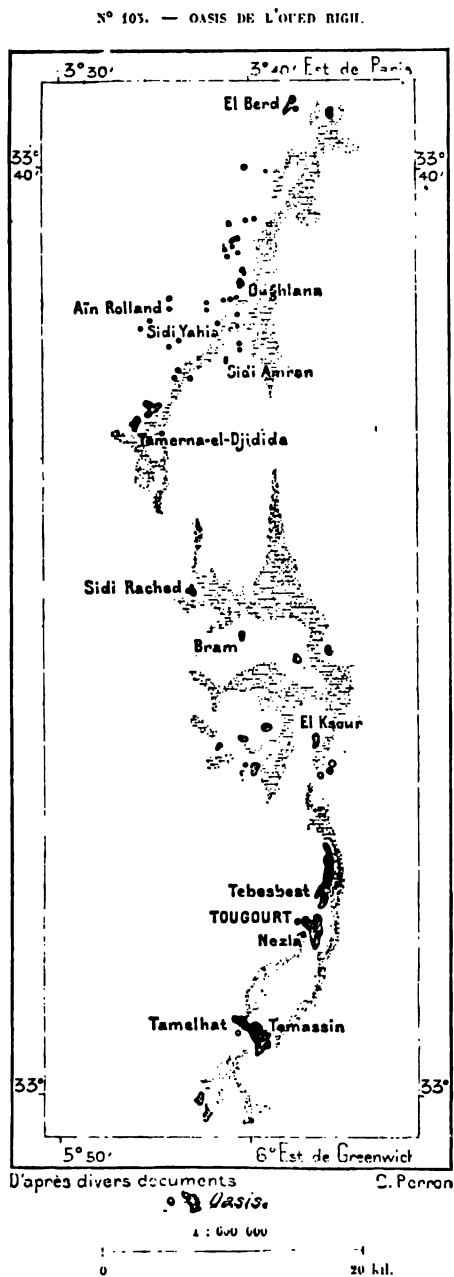 N° 105. — OASIS DE L'OUED RIGH.
3°30' 3°40' Est de Paris
El Berd
33° 40' 33° 40'
Oughlana
Aïn Rolland
Sidi Yahia
Sidi Amran
Tamerna-el-Djidida
Sidi Rached
Bram
El Ksour
Tebesbest
TOUGOURT
Nezla
Tamelhat Temassin
33° 33°
5°50' 6° Est de Greenwich
D'après divers documents C. Perron
Oasis.
1 : 600 000
0 20 kil.